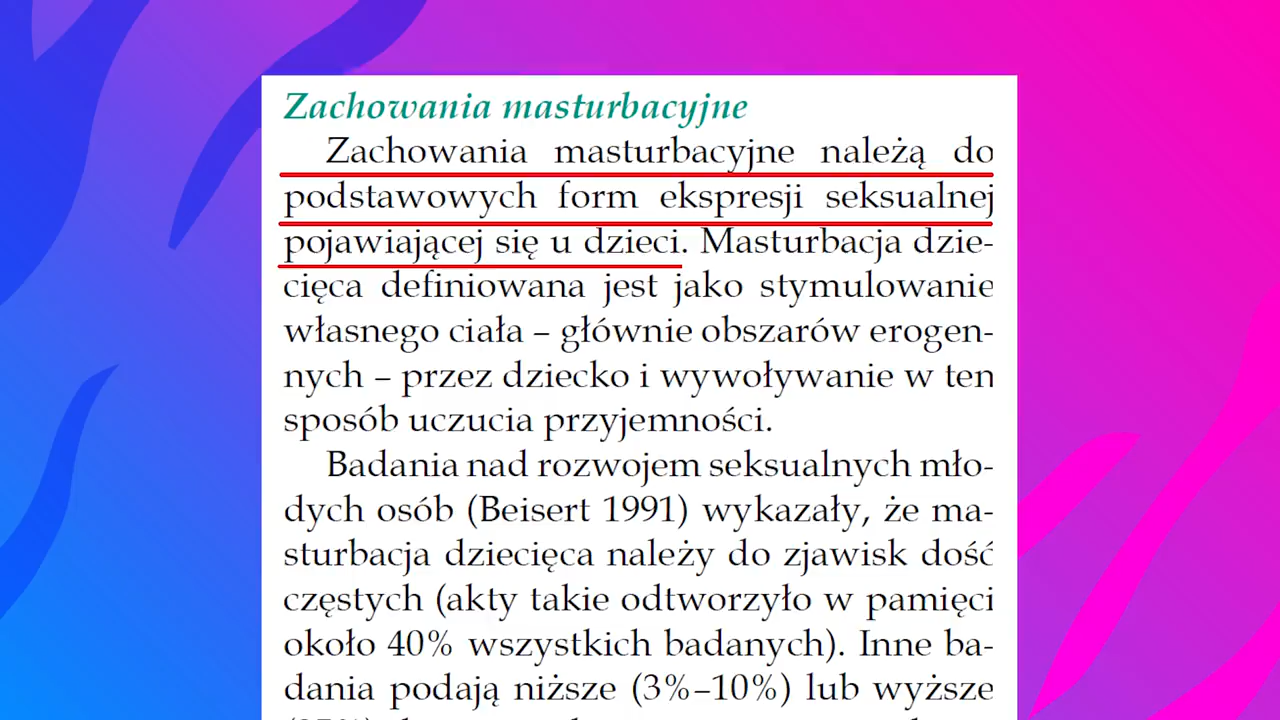 Zachowania masturbacyjne
Zachowania masturbacyjne należą do
podstawowych form ekspresji seksualnej
pojawiającej się u dzieci. Masturbacja dzie-
cięca definiowana jest jako stymulowanie
własnego ciała – głównie obszarów erogen-
nych – przez dziecko i wywoływanie w ten
sposób uczucia przyjemności.
Badania nad rozwojem seksualnych mło-
dych osób (Beisert 1991) wykazały, że ma-
sturbacja dziecięca należy do zjawisk dość
częstych (akty takie odtworzyło w pamięci
około 40% wszystkich badanych). Inne ba-
dania podają niższe (3%–10%) lub wyższe